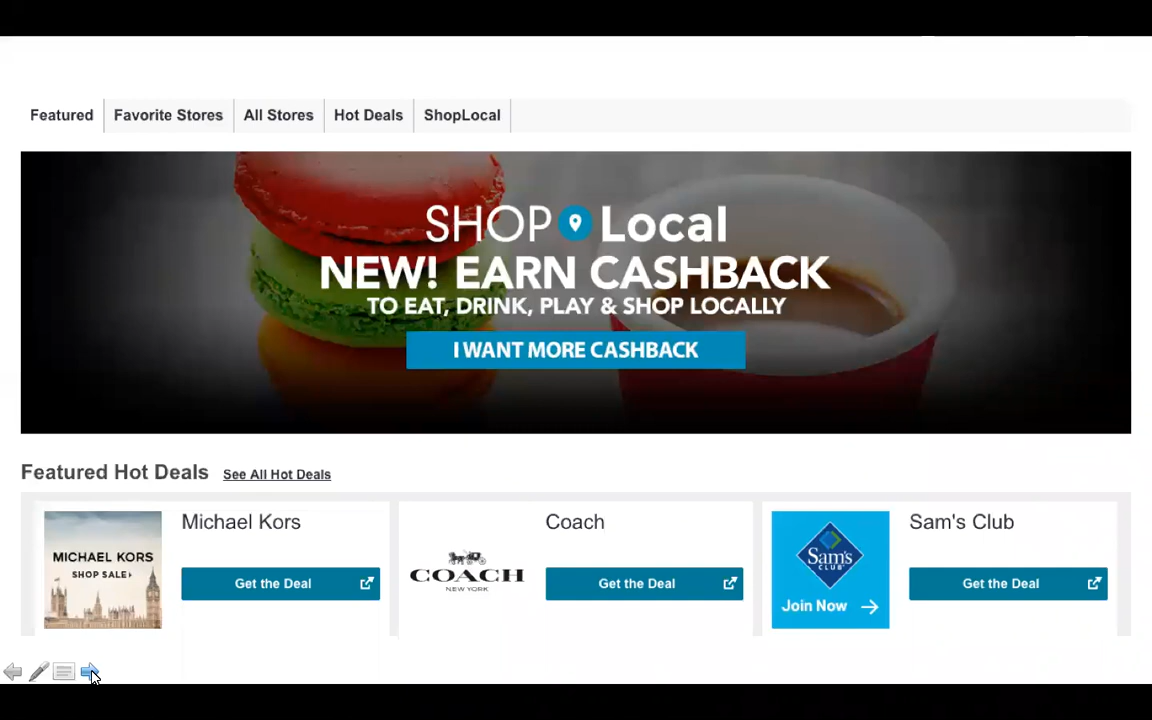 Featured Favorite Stores All Stores Hot Deals ShopLocal
SHOP Local
NEW! EARN CASHBACK
TO EAT, DRINK, PLAY & SHOP LOCALLY
I WANT MORE CASHBACK
Featured Hot Deals See All Hot Deals
MICHAEL KORS
SHOP SALE
Michael Kors
Get the Deal
COACH
NEW YORK
Coach
Get the Deal
Sam's
CLUB
Join Now
Sam's Club
Get the Deal